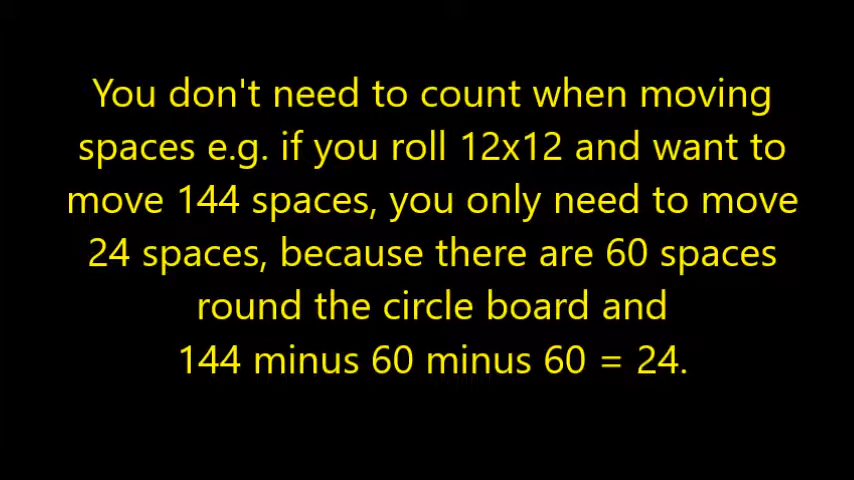 You don't need to count when moving
spaces e.g. if you roll 12x12 and want to
move 144 spaces, you only need to move
24 spaces, because there are 60 spaces
round the circle board and
144 minus 60 minus 60 = 24.